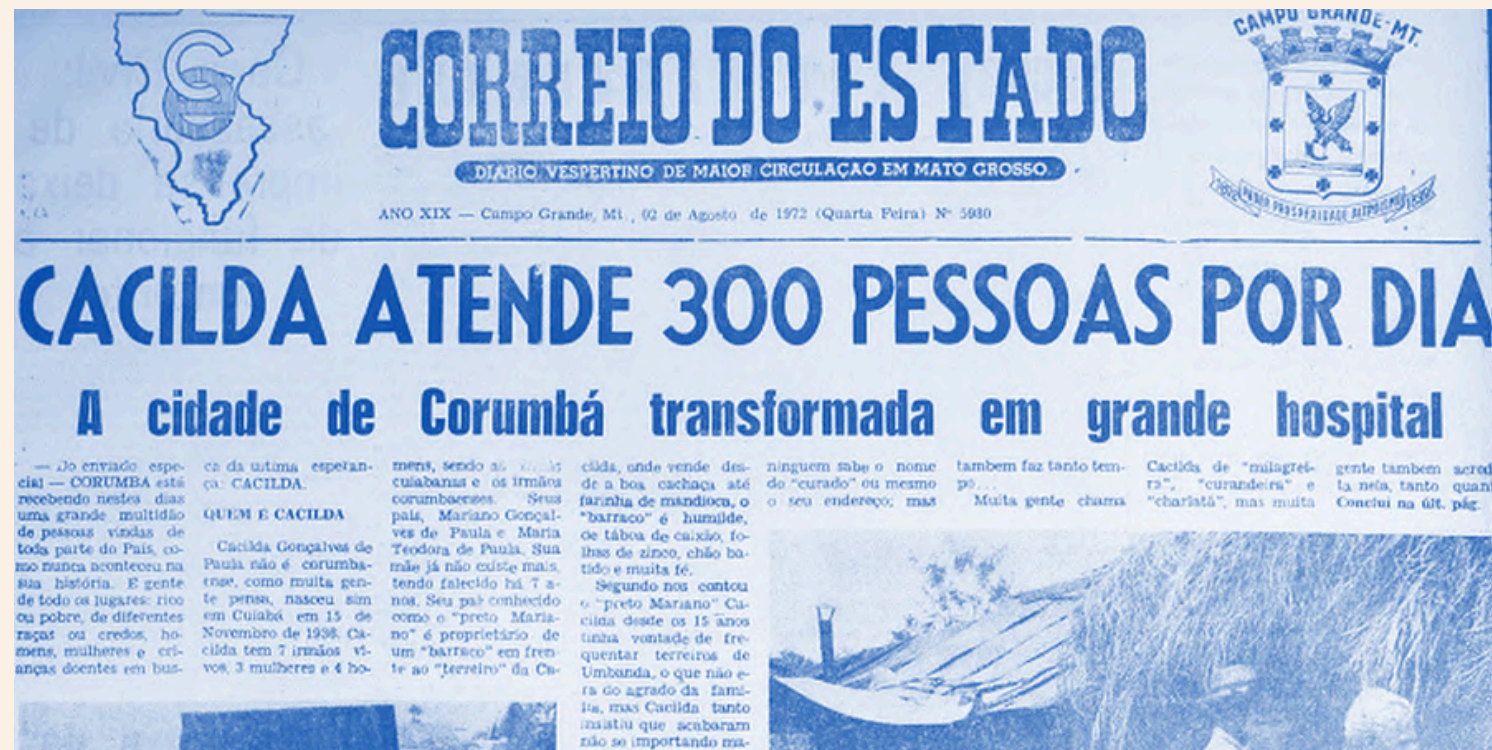 CAMPO GRANDE-MT.
CORREIO DO ESTADO
DIÁRIO VESPERTINO DE MAIOR CIRCULAÇÃO EM MATO GROSSO.
ANO XIX — Campo Grande, Mt., 02 de Agosto de 1972 (Quarta Feira) Nº 5980
PODER PROSPERIDADE ALTRUISMO
CACILDA ATENDE 300 PESSOAS POR DIA
A cidade de Corumbá transformada em grande hospital
— Do enviado espe-
cial — CORUMBA está
recebendo nestes dias
uma grande multidão
de pessoas vindas de
toda parte do País, co-
mo nunca aconteceu na
sua história. E gente
de todo os lugares: rico
ou pobre, de diferentes
raças ou credos, ho-
mens, mulheres e cri-
anças doentes em bus-
ca da ultima esperan-
ça: CACILDA.
QUEM E CACILDA
Cacilda Gonçalves de
Paula não é corumba-
ense, como muita gen-
te pensa, nasceu sim
em Cuiabá em 15 de
Novembro de 1936. Ca-
cilda tem 7 irmãos vi-
vos, 3 mulheres e 4 ho-
mens, sendo as
cuiabanas e os irmãos
corumbaenses. Seus
pais, Mariano Gonçal-
ves de Paula e Maria
Teodora de Paula. Sua
mãe já não existe mais,
tendo falecido há 7 a-
nos. Seu pai conhecido
como o "preto Maria-
no" é proprietário de
um "barraco" em fren-
te ao "terreiro" da Ca-
cilda, onde vende des-
de a boa cachaça até
farinha de mandioca, o
"barraco" é humilde,
de táboa de caixão, fo-
lhas de zinco, chão ba-
tido e muita fé.
Segundo nos contou
o "preto Mariano" Ca-
cilda desde os 15 anos
tinha vontade de fre-
quentar terreiros de
Umbanda, o que não e-
ra do agrado da famí-
lia, mas Cacilda tanto
insistiu que acabaram
não se importando ma-
ninguem sabe o nome
do "curado" ou mesmo
o seu endereço; mas
tambem faz tanto tem-
po...
Muita gente chama
Cacilda de "milagrei-
ra", "curandeira" e
"charlatã", mas muita
gente tambem acred
ta nela, tanto quant
Conclui na últ. pág.